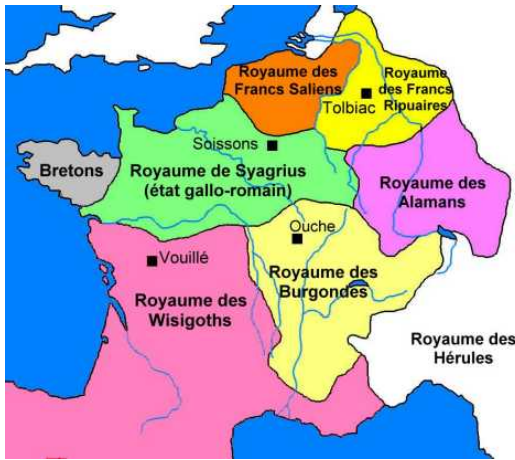 Royaume des
Francs Saliens
Royaume
des Francs
Ripuaires
Tolbiac
Soissons
Bretons
Royaume de Syagrius
(état gallo-romain)
Royaume des
Alamans
Ouche
Vouillé
Royaume des
Burgondes
Royaume des
Wisigoths
Royaume des
Hérules